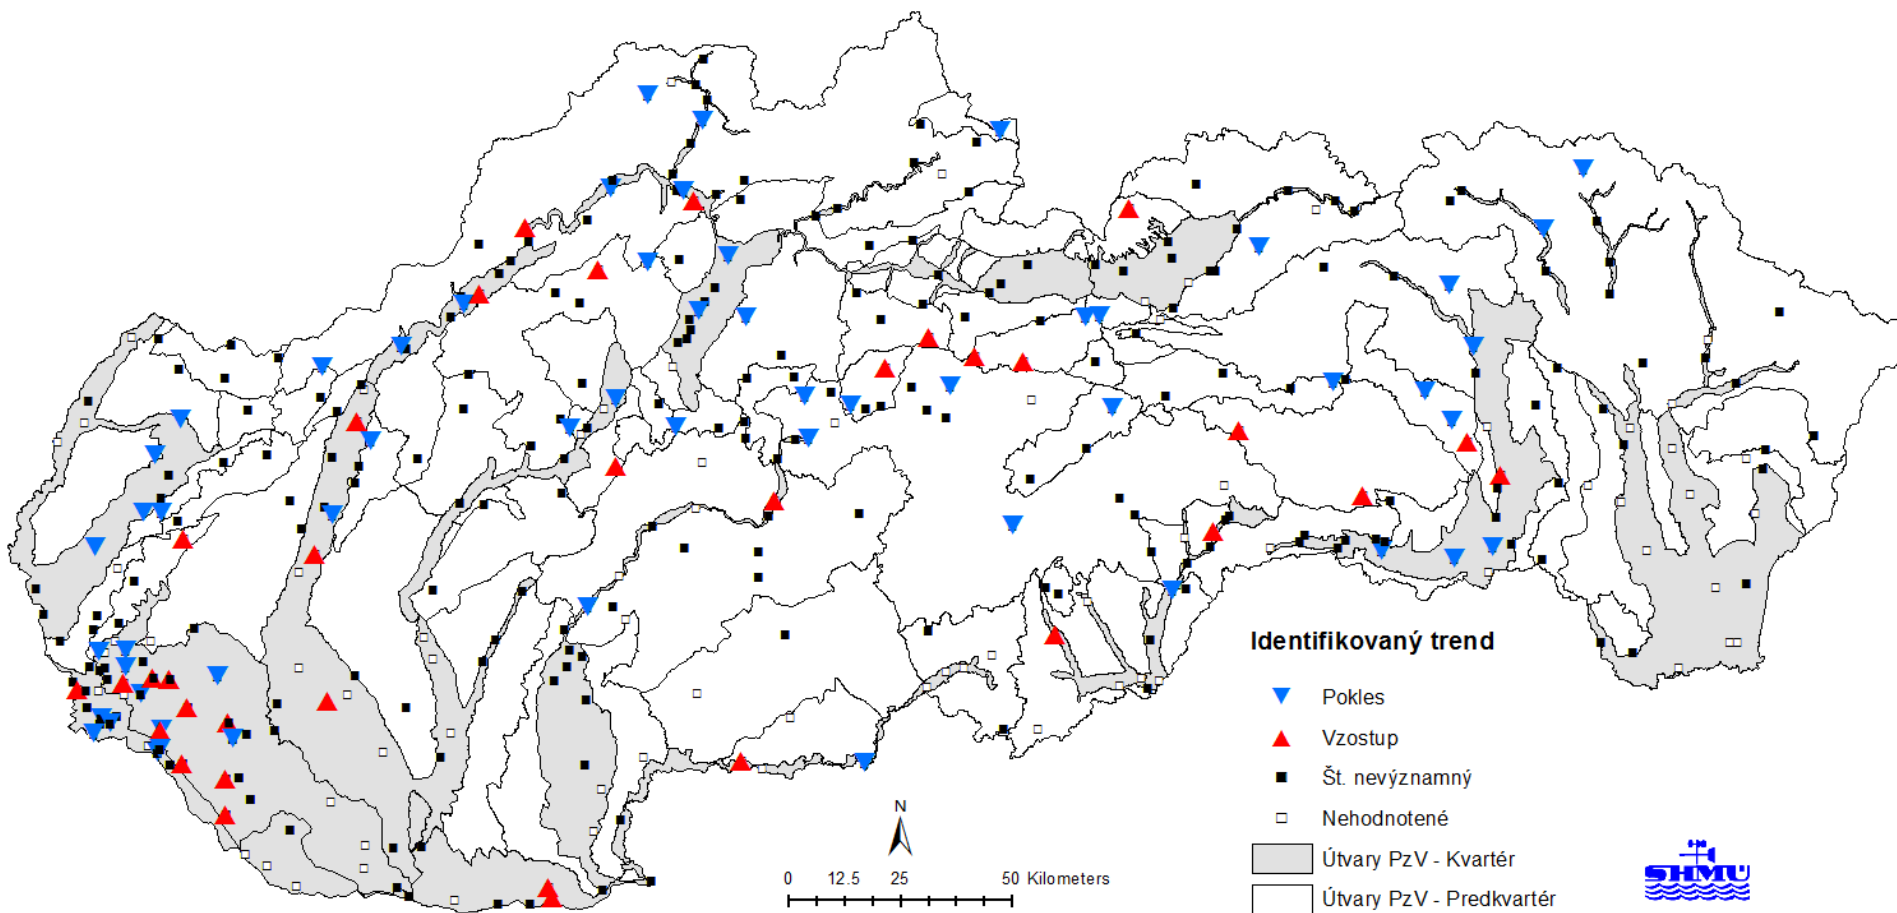 Identifikovaný trend
Pokles
Vzostup
Št. nevýznamný
Nehodnotené
Útvary PzV - Kvartér
Útvary PzV - Predkvartér
N
0 12.5 25 50 Kilometers
SHMÚ